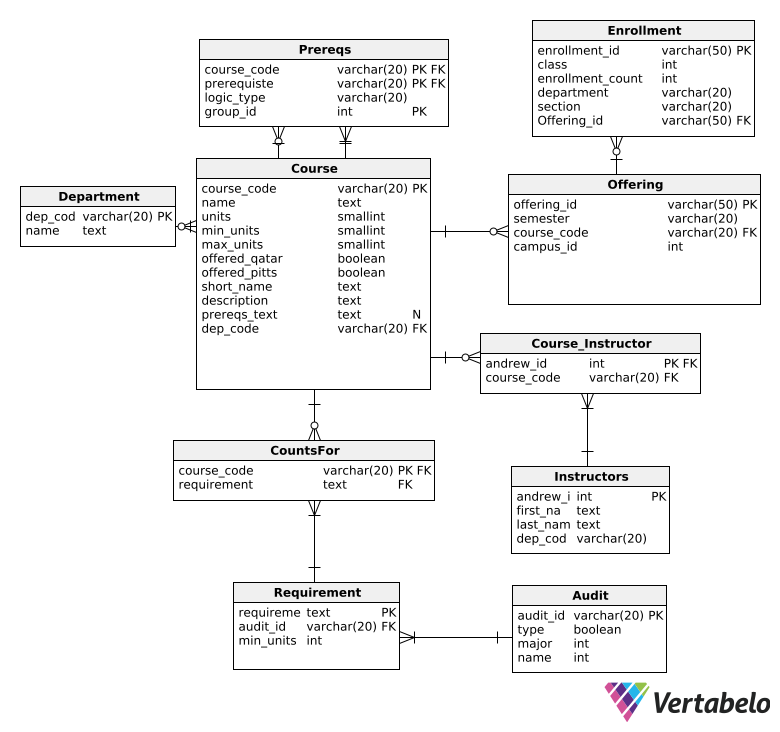 Prereqs
course_code varchar(20) PK FK
prerequiste varchar(20) PK FK
logic_type varchar(20)
group_id int PK
Enrollment
enrollment_id varchar(50) PK
class int
enrollment_count int
department varchar(20)
section varchar(20)
Offering_id varchar(50) FK
Department
dep_cod varchar(20) PK
name text
Course
course_code varchar(20) PK
name text
units smallint
min_units smallint
max_units smallint
offered_qatar boolean
offered_pitts boolean
short_name text
description text
prereqs_text text N
dep_code varchar(20) FK
Offering
offering_id varchar(50) PK
semester varchar(20)
course_code varchar(20) FK
campus_id int
Course_Instructor
andrew_id int PK FK
course_code varchar(20) FK
CountsFor
course_code varchar(20) PK FK
requirement text FK
Instructors
andrew_i int PK
first_na text
last_nam text
dep_cod varchar(20)
Requirement
requireme text PK
audit_id varchar(20) FK
min_units int
Audit
audit_id varchar(20) PK
type boolean
major int
name int
Vertabelo